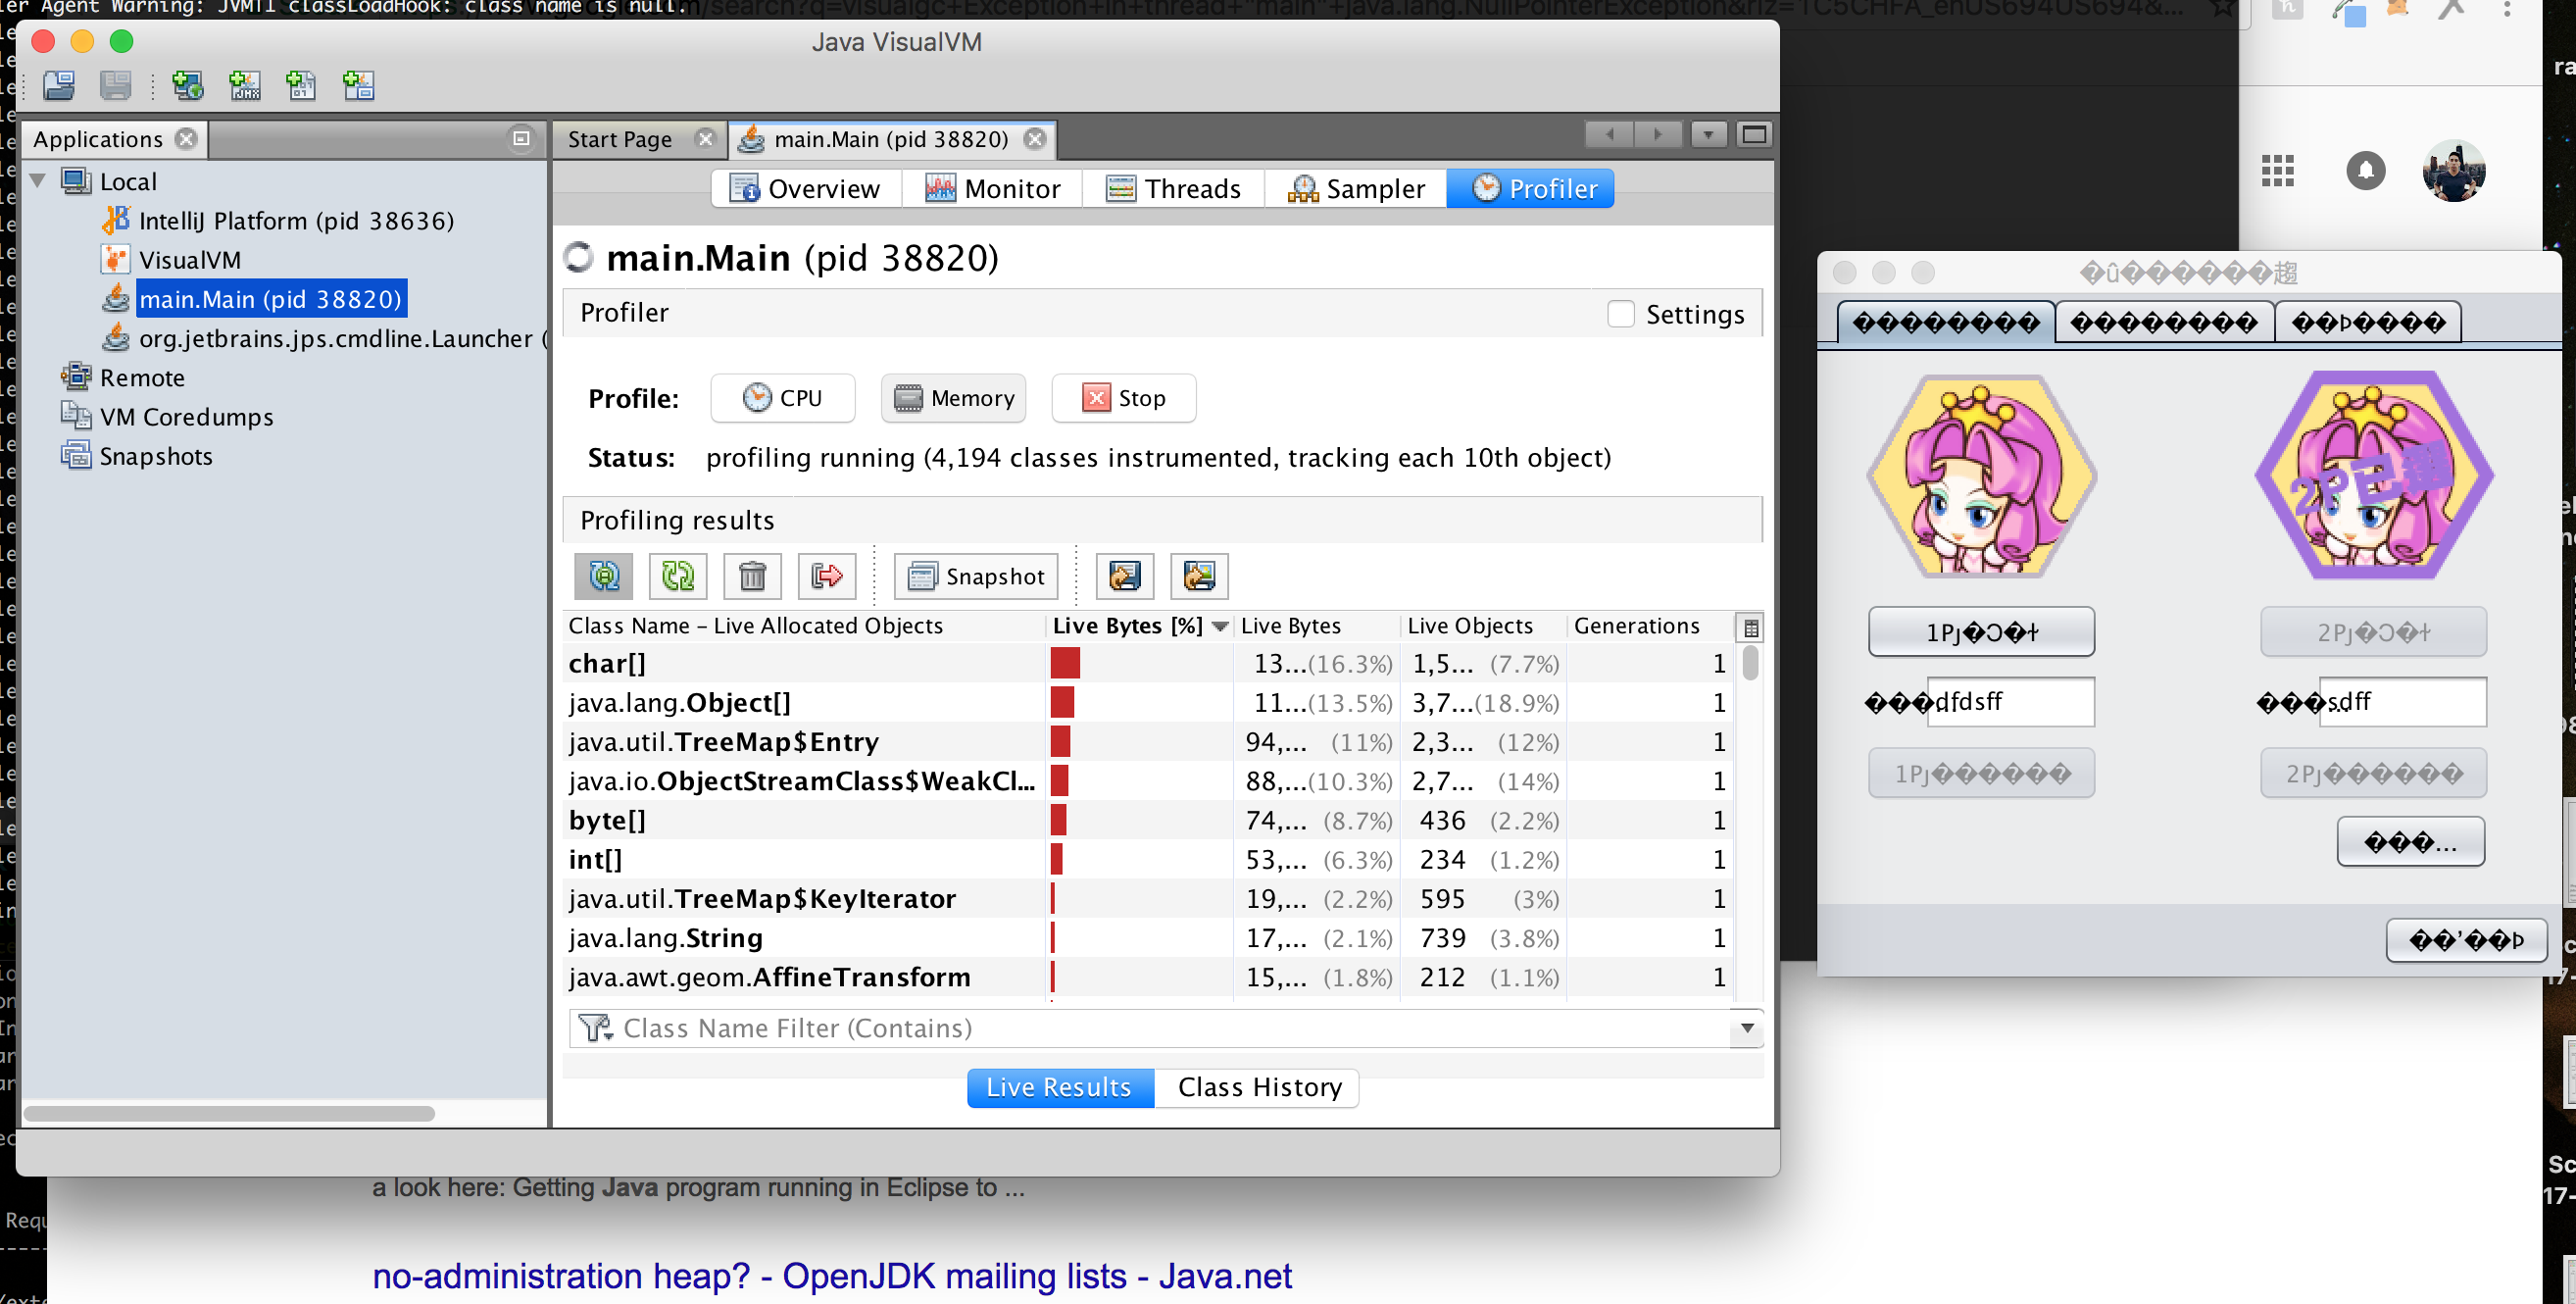 ler Agent Warning: JVMTI classLoadHook: class name is null.
Java VisualVM
Applications
Local
IntelliJ Platform (pid 38636)
VisualVM
main.Main (pid 38820)
org.jetbrains.jps.cmdline.Launcher (
Remote
VM Coredumps
Snapshots
Start Page
main.Main (pid 38820)
Overview
Monitor
Threads
Sampler
Profiler
main.Main (pid 38820)
Profiler
Settings
Profile: CPU Memory Stop
Status: profiling running (4,194 classes instrumented, tracking each 10th object)
Profiling results
Snapshot
Class Name – Live Allocated Objects Live Bytes [%] Live Bytes Live Objects Generations
char[] 13...(16.3%) 1,5... (7.7%) 1
java.lang.Object[] 11...(13.5%) 3,7...(18.9%) 1
java.util.TreeMap$Entry 94,... (11%) 2,3... (12%) 1
java.io.ObjectStreamClass$WeakCl... 88,...(10.3%) 2,7... (14%) 1
byte[] 74,... (8.7%) 436 (2.2%) 1
int[] 53,... (6.3%) 234 (1.2%) 1
java.util.TreeMap$KeyIterator 19,... (2.2%) 595 (3%) 1
java.lang.String 17,... (2.1%) 739 (3.8%) 1
java.awt.geom.AffineTransform 15,... (1.8%) 212 (1.1%) 1
Class Name Filter (Contains)
Live Results
Class History
�û������趨
��������
��������
��Þ����
2P已
1Pȷ�Ͻ�ɫ
2Pȷ�Ͻ�ɫ
���...
dfdsff
���...
sdff
1Pȷ������
2Pȷ������
���...
��ʼ��Þ
a look here: Getting Java program running in Eclipse to ...
no-administration heap? - OpenJDK mailing lists - Java.net
Requ